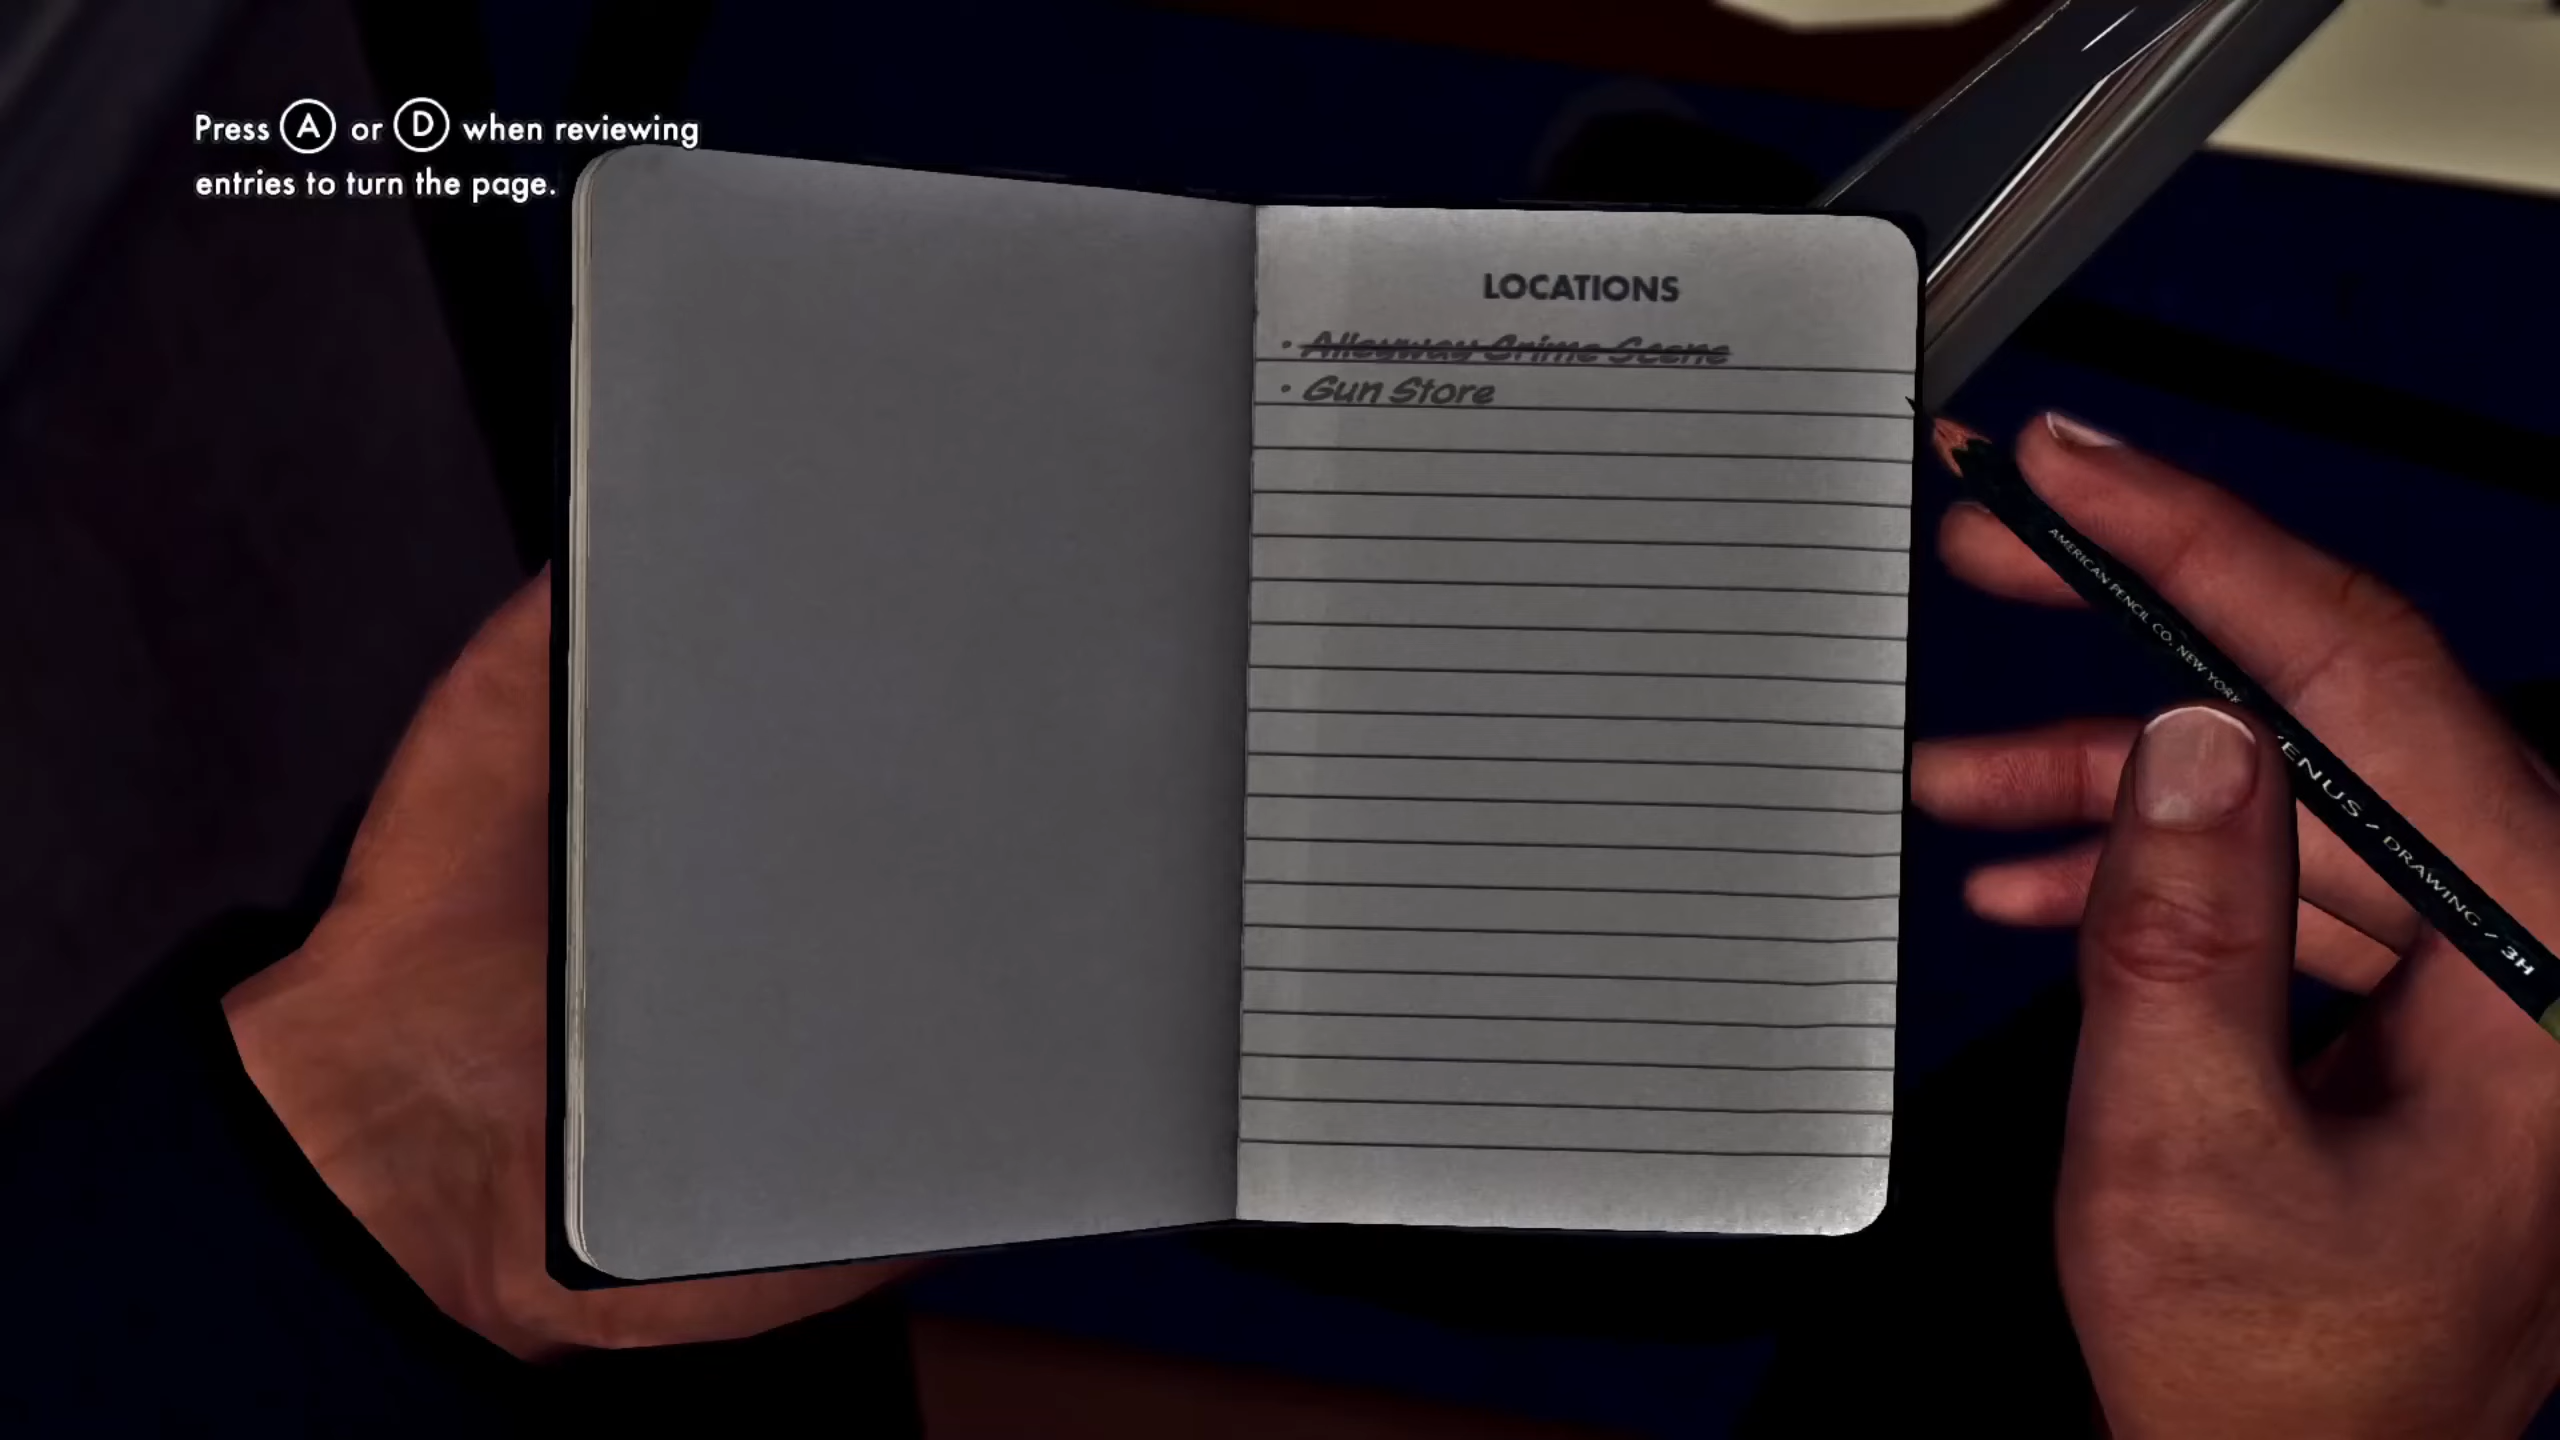 Press A or D when reviewing
entries to turn the page.
LOCATIONS
• Alleyway Crime Scene
• Gun Store
AMERICAN PENCIL CO. NEW YORK
ENUS / DRAWING / 3H